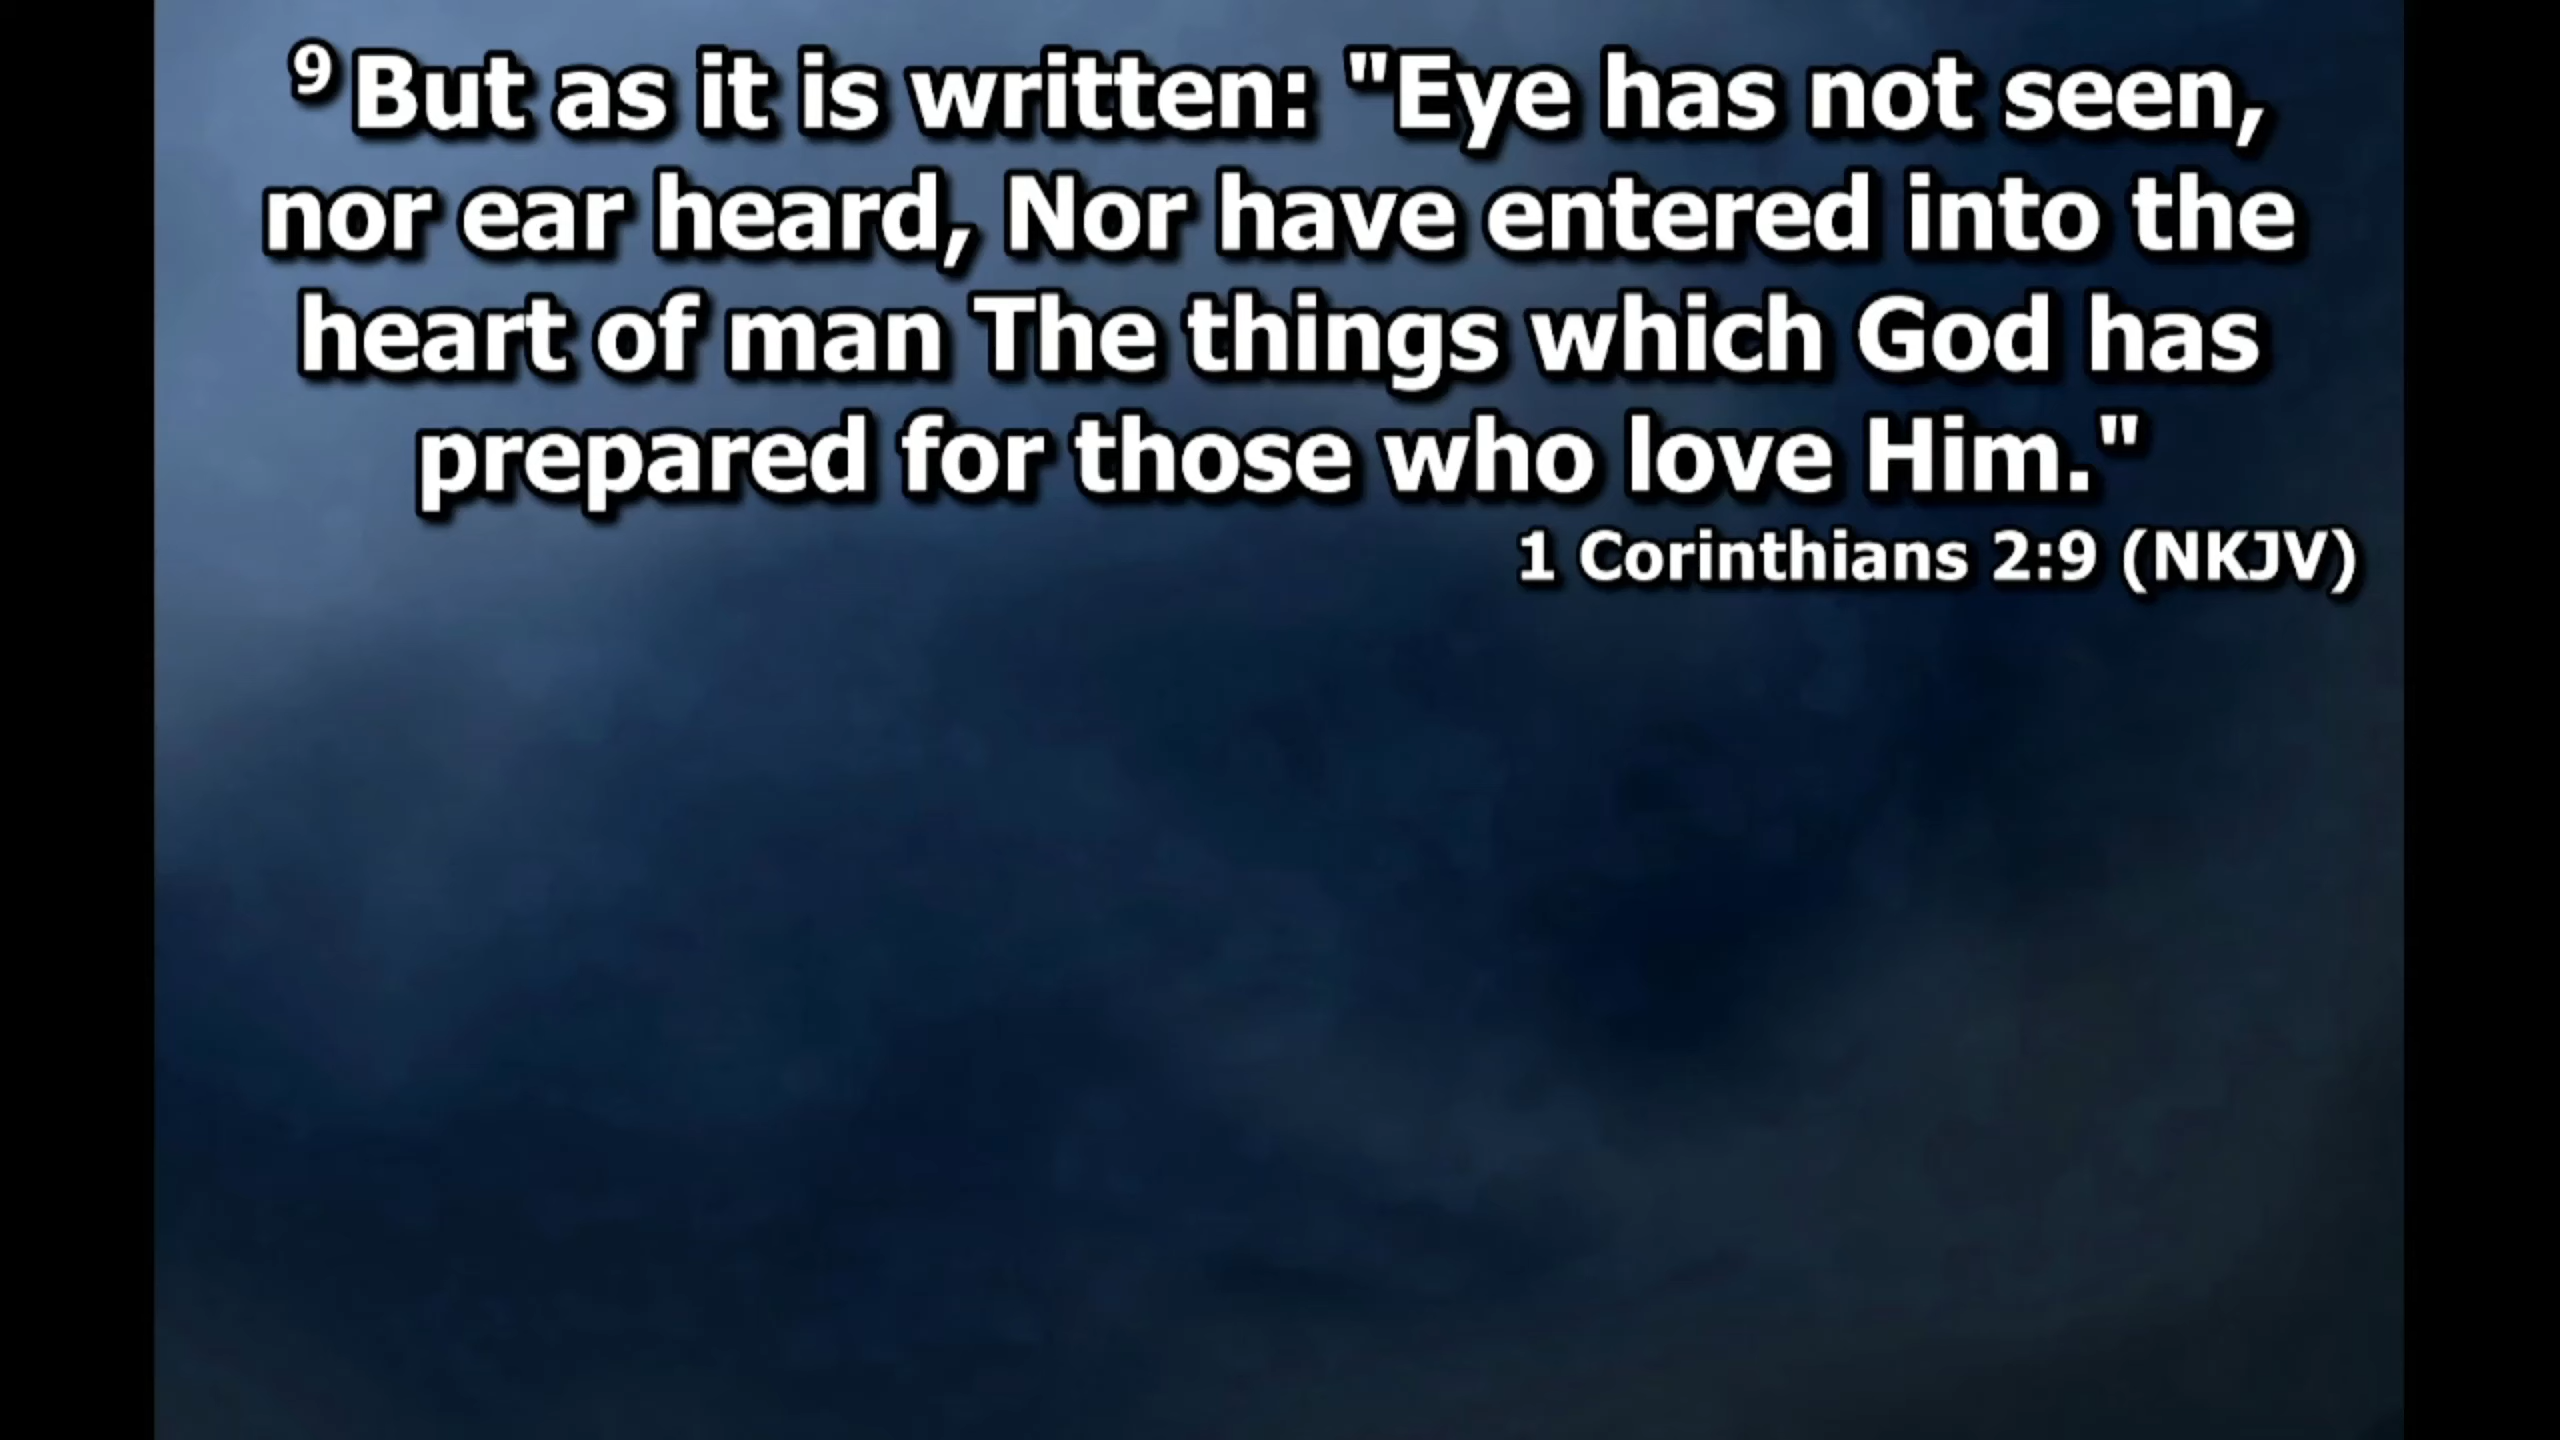 9 But as it is written: "Eye has not seen,
nor ear heard, Nor have entered into the
heart of man The things which God has
prepared for those who love Him."
1 Corinthians 2:9 (NKJV)